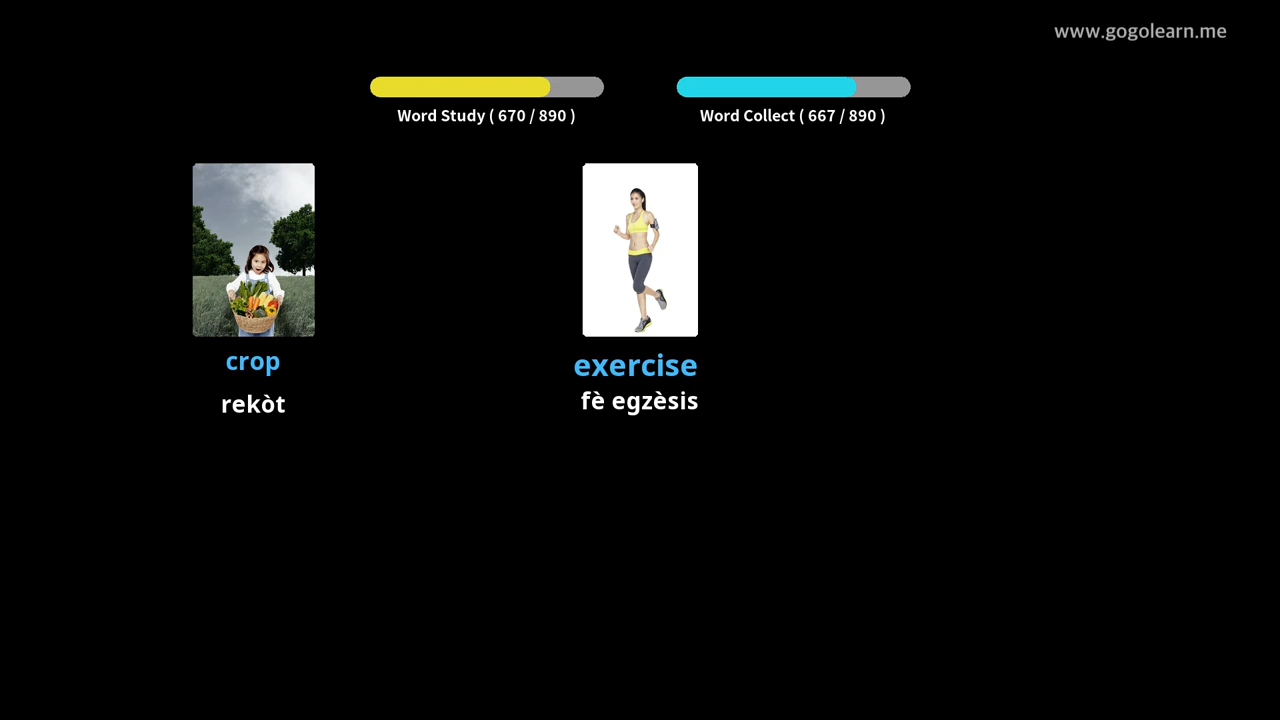 www.gogolearn.me
Word Study ( 670 / 890 )
Word Collect ( 667 / 890 )
crop
rekòt
exercise
fè egzèsis